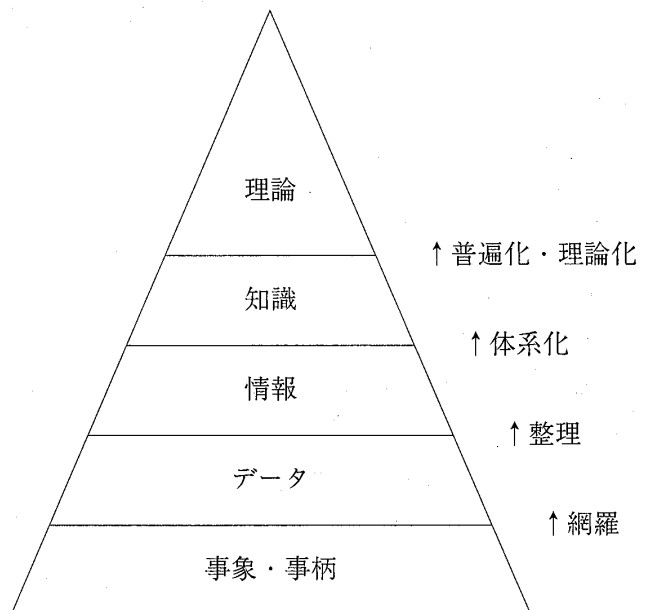 理論
↑普遍化・理論化
知識
↑体系化
情報
↑整理
データ
↑網羅
事象・事柄